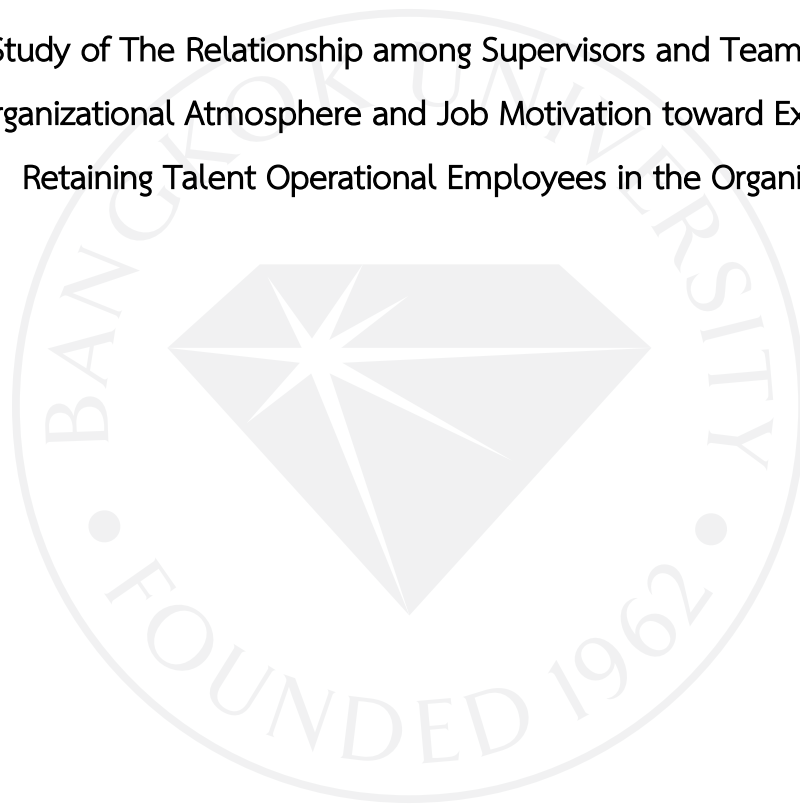 Study of The Relationship among Supervisors and Team
rganizational Atmosphere and Job Motivation toward Ex
Retaining Talent Operational Employees in the Organi
BANGKOK UNIVERSITY
FOUNDED 1962